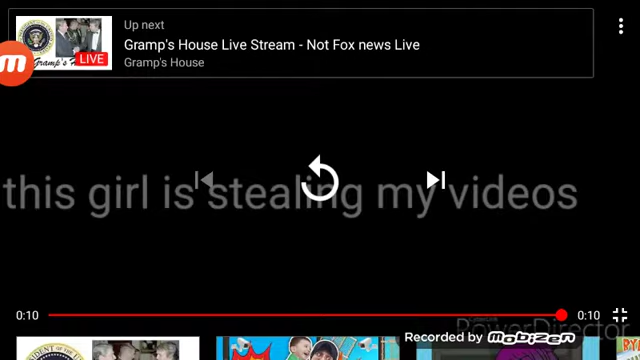 Up next
Gramp's House Live Stream - Not Fox news Live
Gramp's House
LIVE
this girl is stealing my videos
0:10
0:10
PowerDirector
Recorded by Mobizen